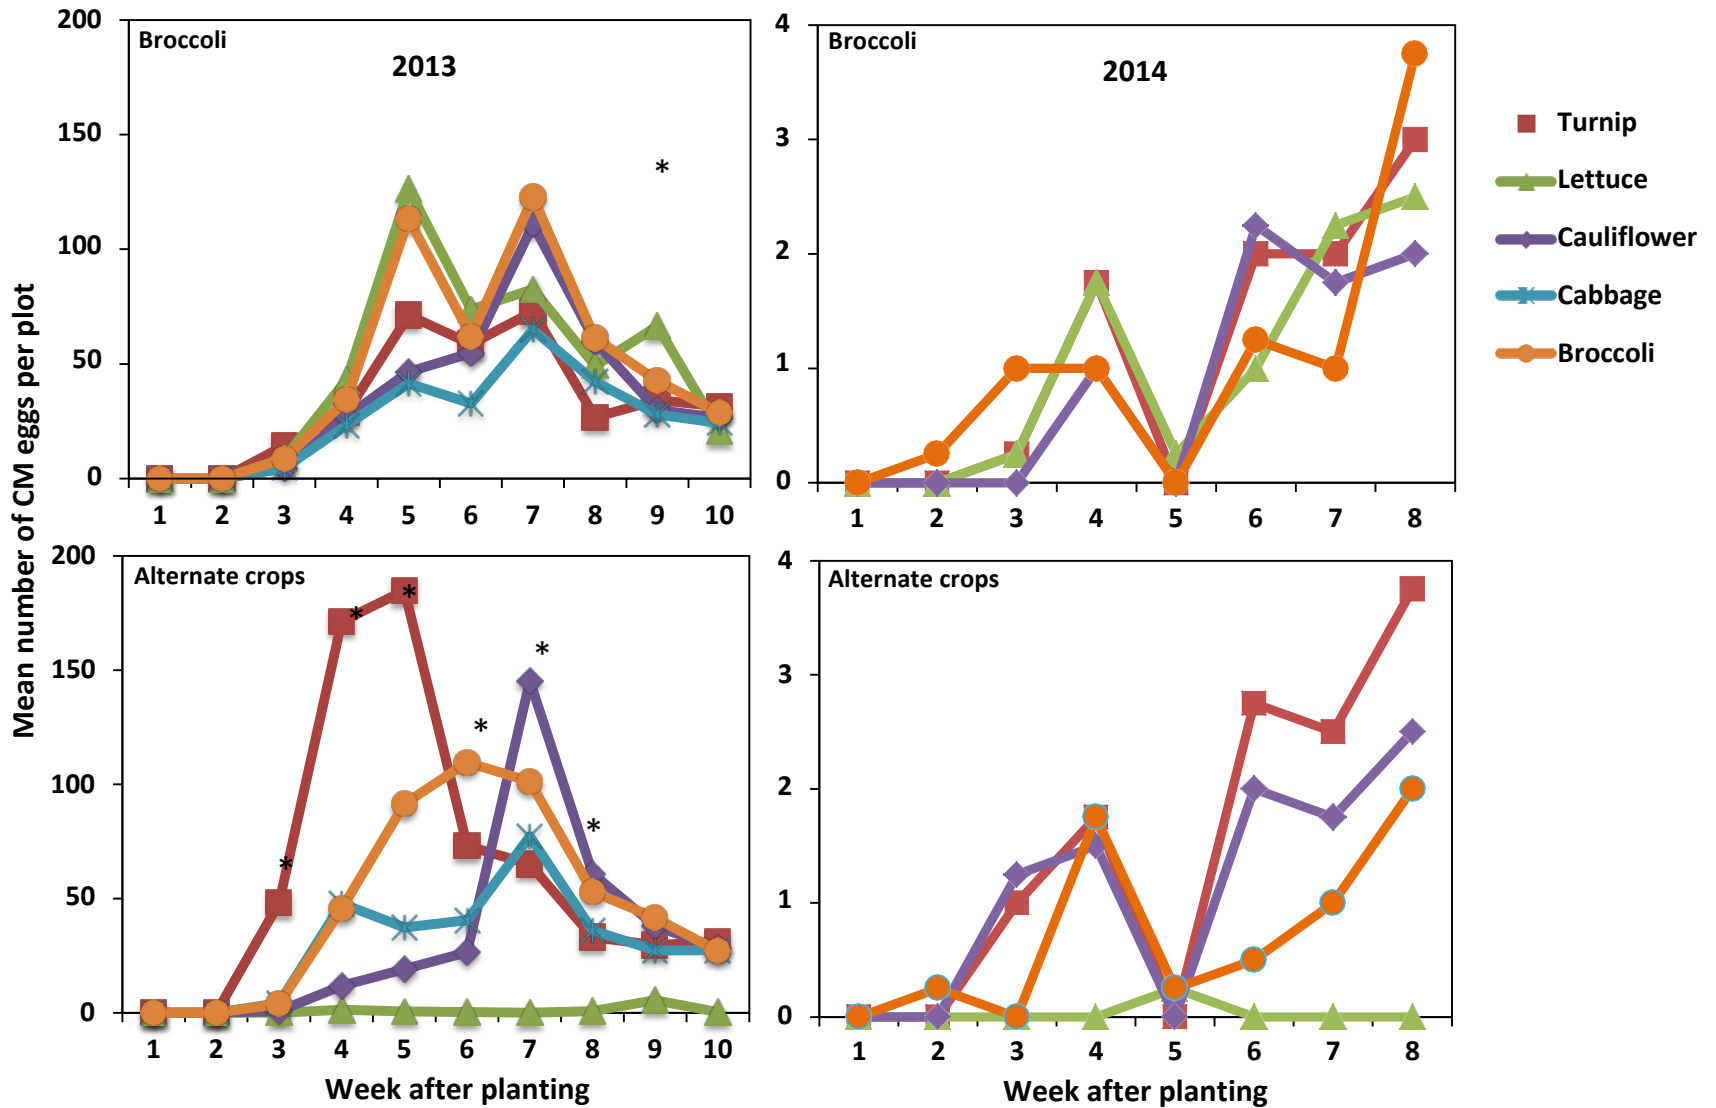 Mean number of CM eggs per plot
200
150
100
50
0
Broccoli
2013
*
1 2 3 4 5 6 7 8 9 10
4
3
2
1
0
Broccoli
2014
1 2 3 4 5 6 7 8
Turnip
Lettuce
Cauliflower
Cabbage
Broccoli
200
150
100
50
0
Alternate crops
* * * * * *
1 2 3 4 5 6 7 8 9 10
Week after planting
4
3
2
1
0
Alternate crops
1 2 3 4 5 6 7 8
Week after planting